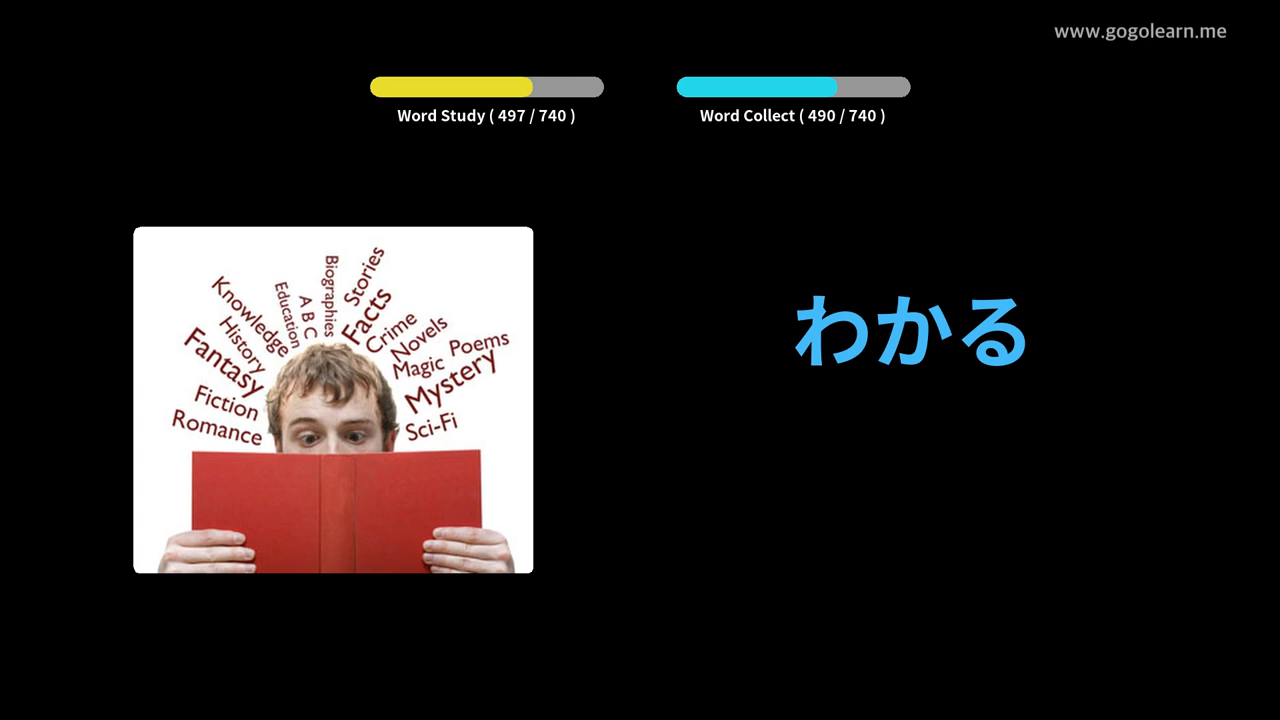 www.gogolearn.me
Word Study ( 497 / 740 )
Word Collect ( 490 / 740 )
Romance
Fiction
Fantasy
History
Knowledge
Education
A B C
Biographies
Stories
Facts
Crime
Novels
Magic
Poems
Mystery
Sci-Fi
わかる